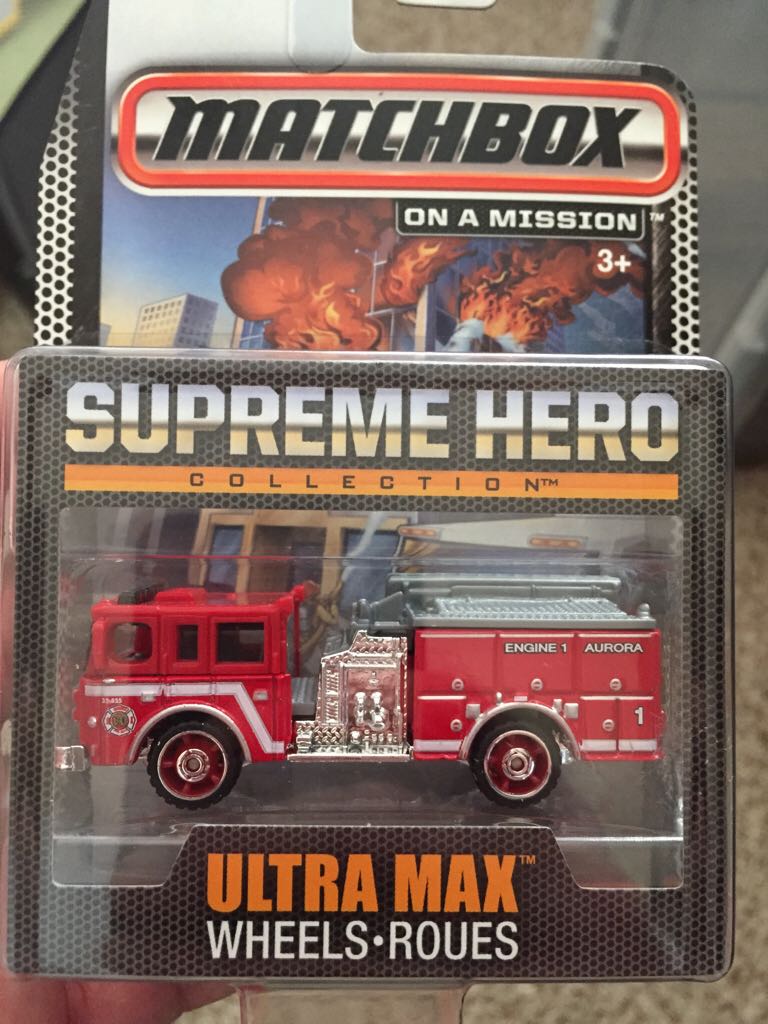 MATCHBOX
ON A MISSION™
3+
SUPREME HERO
COLLECTION™
ENGINE 1 AURORA
1
ULTRA MAX™
WHEELS•ROUES